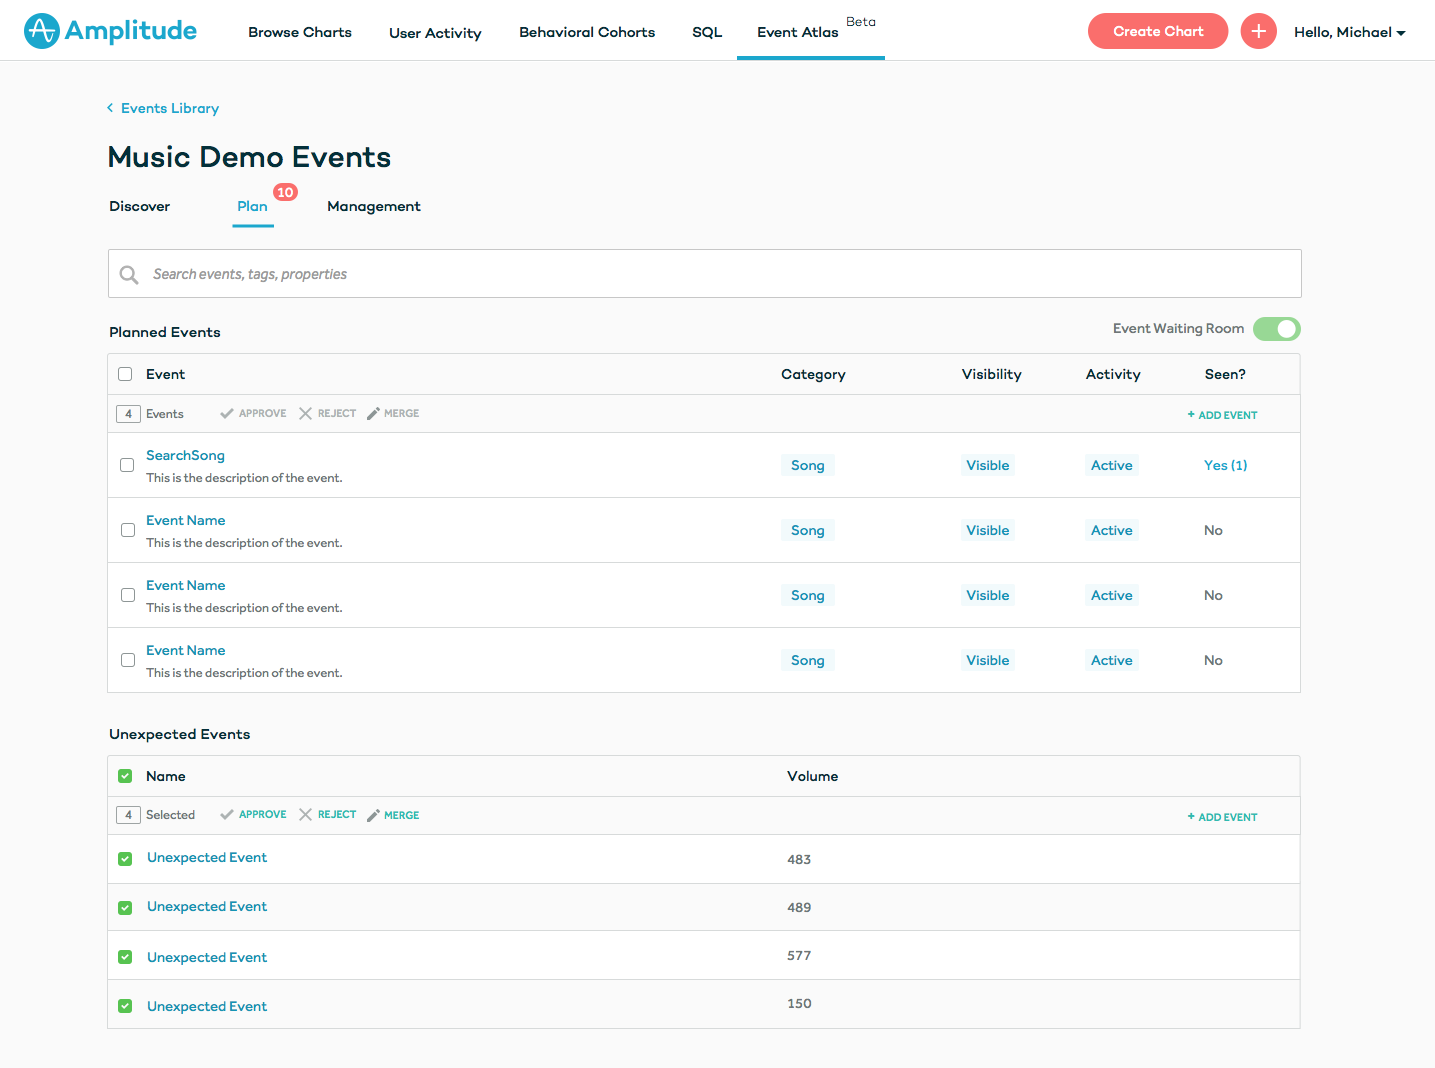 Amplitude
Browse Charts User Activity Behavioral Cohorts SQL Event Atlas Beta Create Chart + Hello, Michael
Events Library
Music Demo Events
Discover Plan 10 Management
Search events, tags, properties
Planned Events Event Waiting Room
Event Category Visibility Activity Seen?
4 Events APPROVE REJECT MERGE + ADD EVENT
SearchSong
This is the description of the event.
Song Visible Active Yes (1)
Event Name
This is the description of the event.
Song Visible Active No
Event Name
This is the description of the event.
Song Visible Active No
Event Name
This is the description of the event.
Song Visible Active No
Unexpected Events
Name Volume
4 Selected APPROVE REJECT MERGE + ADD EVENT
Unexpected Event 483
Unexpected Event 489
Unexpected Event 577
Unexpected Event 150